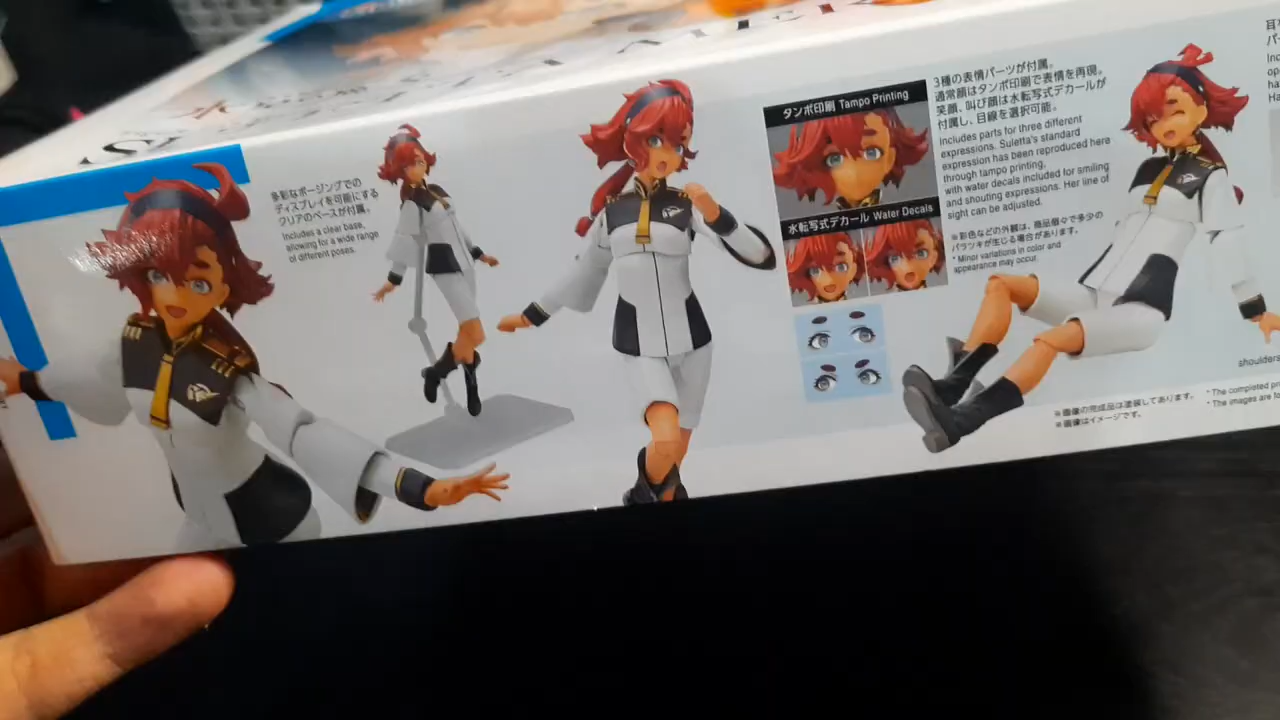 多彩なポージングでの
ディスプレイを可能にする
クリアのベースが付属。
Includes a clear base,
allowing for a wide range
of different poses.
タンポ印刷 Tampo Printing
水転写式デカール Water Decals
3種の表情パーツが付属。
通常顔はタンポ印刷で表情を再現。
笑顔、叫び顔は水転写式デカールが
付属し、目線を選択可能。
Includes parts for three different
expressions. Suletta's standard
expression has been reproduced here
through tampo printing,
with water decals included for smiling
and shouting expressions. Her line of
sight can be adjusted.
※彩色などの外観は、商品個々で多少の
バラツキが生じる場合があります。
* Minor variations in color and
appearance may occur.
shoulders
※画像の完成品は塗装してあります。
※画像はイメージです。
* The completed
* The images are